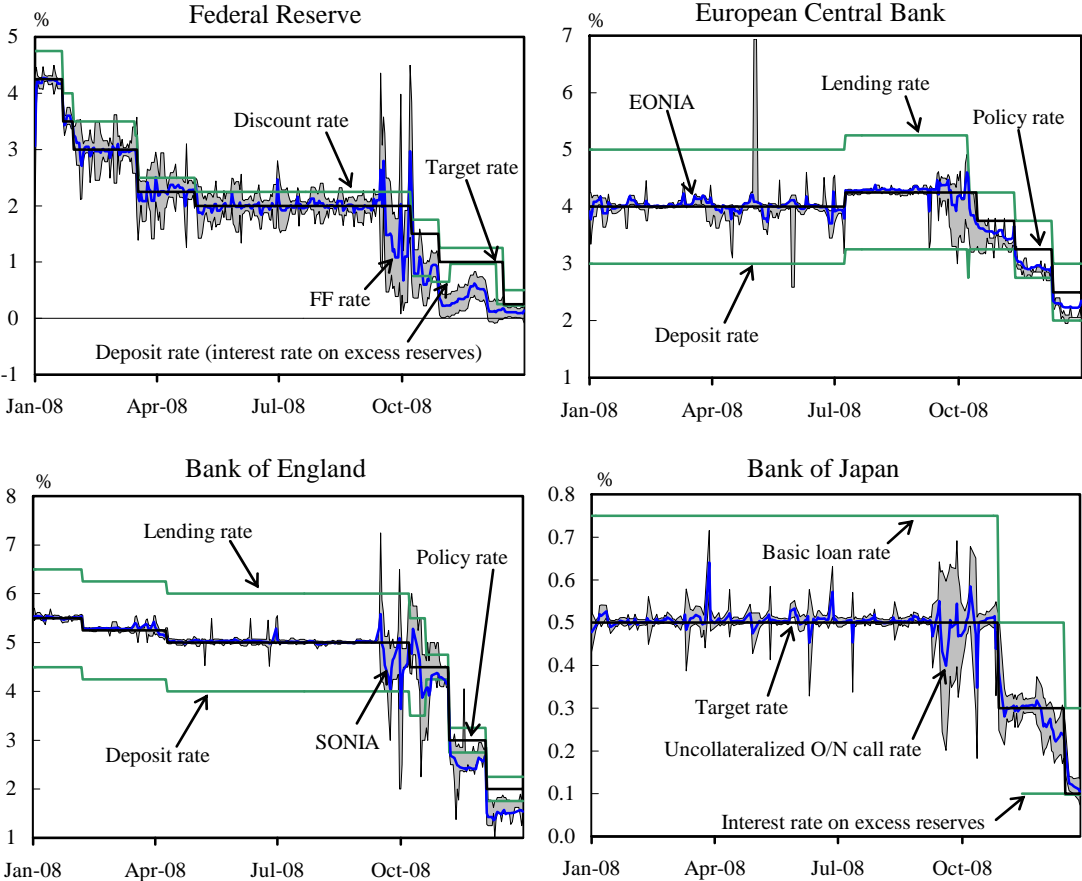 Federal Reserve
%
5
4
3
2
1
0
-1
Discount rate
Target rate
FF rate
Deposit rate (interest rate on excess reserves)
Jan-08 Apr-08 Jul-08 Oct-08
European Central Bank
%
7
6
5
4
3
2
1
EONIA
Lending rate
Policy rate
Deposit rate
Jan-08 Apr-08 Jul-08 Oct-08
Bank of England
%
8
7
6
5
4
3
2
1
Lending rate
Policy rate
Deposit rate
SONIA
Jan-08 Apr-08 Jul-08 Oct-08
Bank of Japan
%
0.8
0.7
0.6
0.5
0.4
0.3
0.2
0.1
0.0
Basic loan rate
Target rate
Uncollateralized O/N call rate
Interest rate on excess reserves
Jan-08 Apr-08 Jul-08 Oct-08